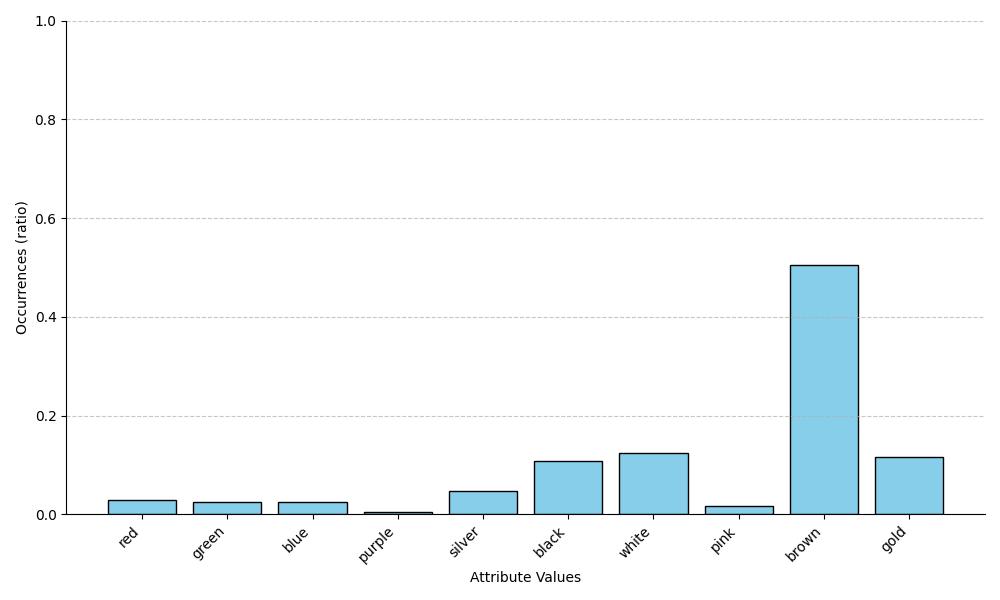 1.0
0.8
0.6
0.4
0.2
0.0
Occurrences (ratio)
red
green
blue
purple
silver
black
white
pink
brown
gold
Attribute Values